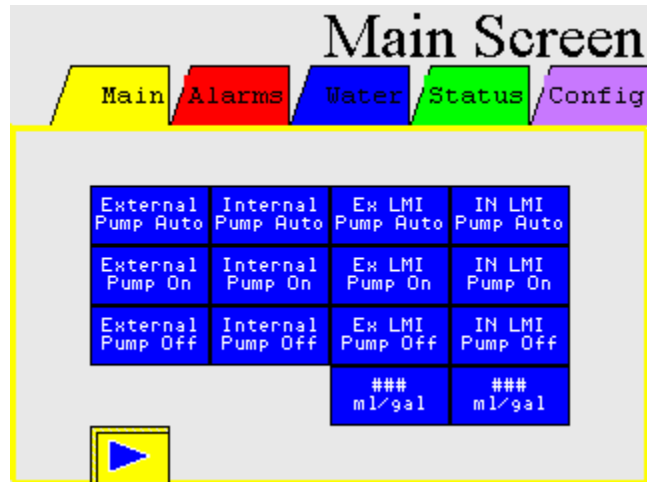 Main Screen
Main Alarms Water Status Config
External Internal Ex LMI IN LMI
Pump Auto Pump Auto Pump Auto Pump Auto
External Internal Ex LMI IN LMI
Pump On Pump On Pump On Pump On
External Internal Ex LMI IN LMI
Pump Off Pump Off Pump Off Pump Off
### ###
ml/gal ml/gal